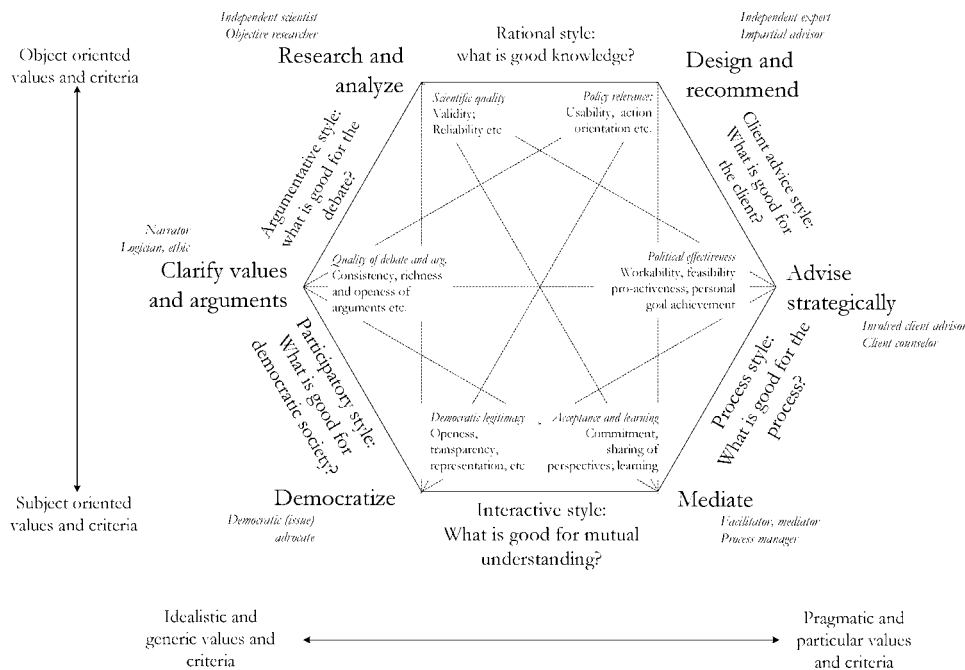 Independent scientist
Objective researcher
Research and
analyze
Rational style:
what is good knowledge?
Independent expert
Impartial advisor
Design and
recommend
Object oriented
values and criteria
Scientific quality
Validity;
Reliability etc
Policy relevance:
Usability, action
orientation etc.
Argumentative style:
what is good for the
debate?
Client advice style:
What is good for
the client?
Narrator
Logician, ethic
Clarify values
and arguments
Quality of debate and arg.
Consistency, richness
and openess of
arguments etc.
Political effectiveness
Workability, feasibility
pro-activeness; personal
goal achievement
Advise
strategically
Involved client advisor
Client counselor
Participatory style:
What is good for
democratic society?
Process style:
What is good for the
process?
Democratic legitimacy
Openess,
transparency,
representation, etc
Acceptance and learning
Commitment,
sharing of
perspectives; learning
Subject oriented
values and criteria
Democratize
Democratic (issue)
advocate
Interactive style:
What is good for mutual
understanding?
Mediate
Facilitator, mediator
Process manager
Idealistic and
generic values and
criteria
Pragmatic and
particular values
and criteria